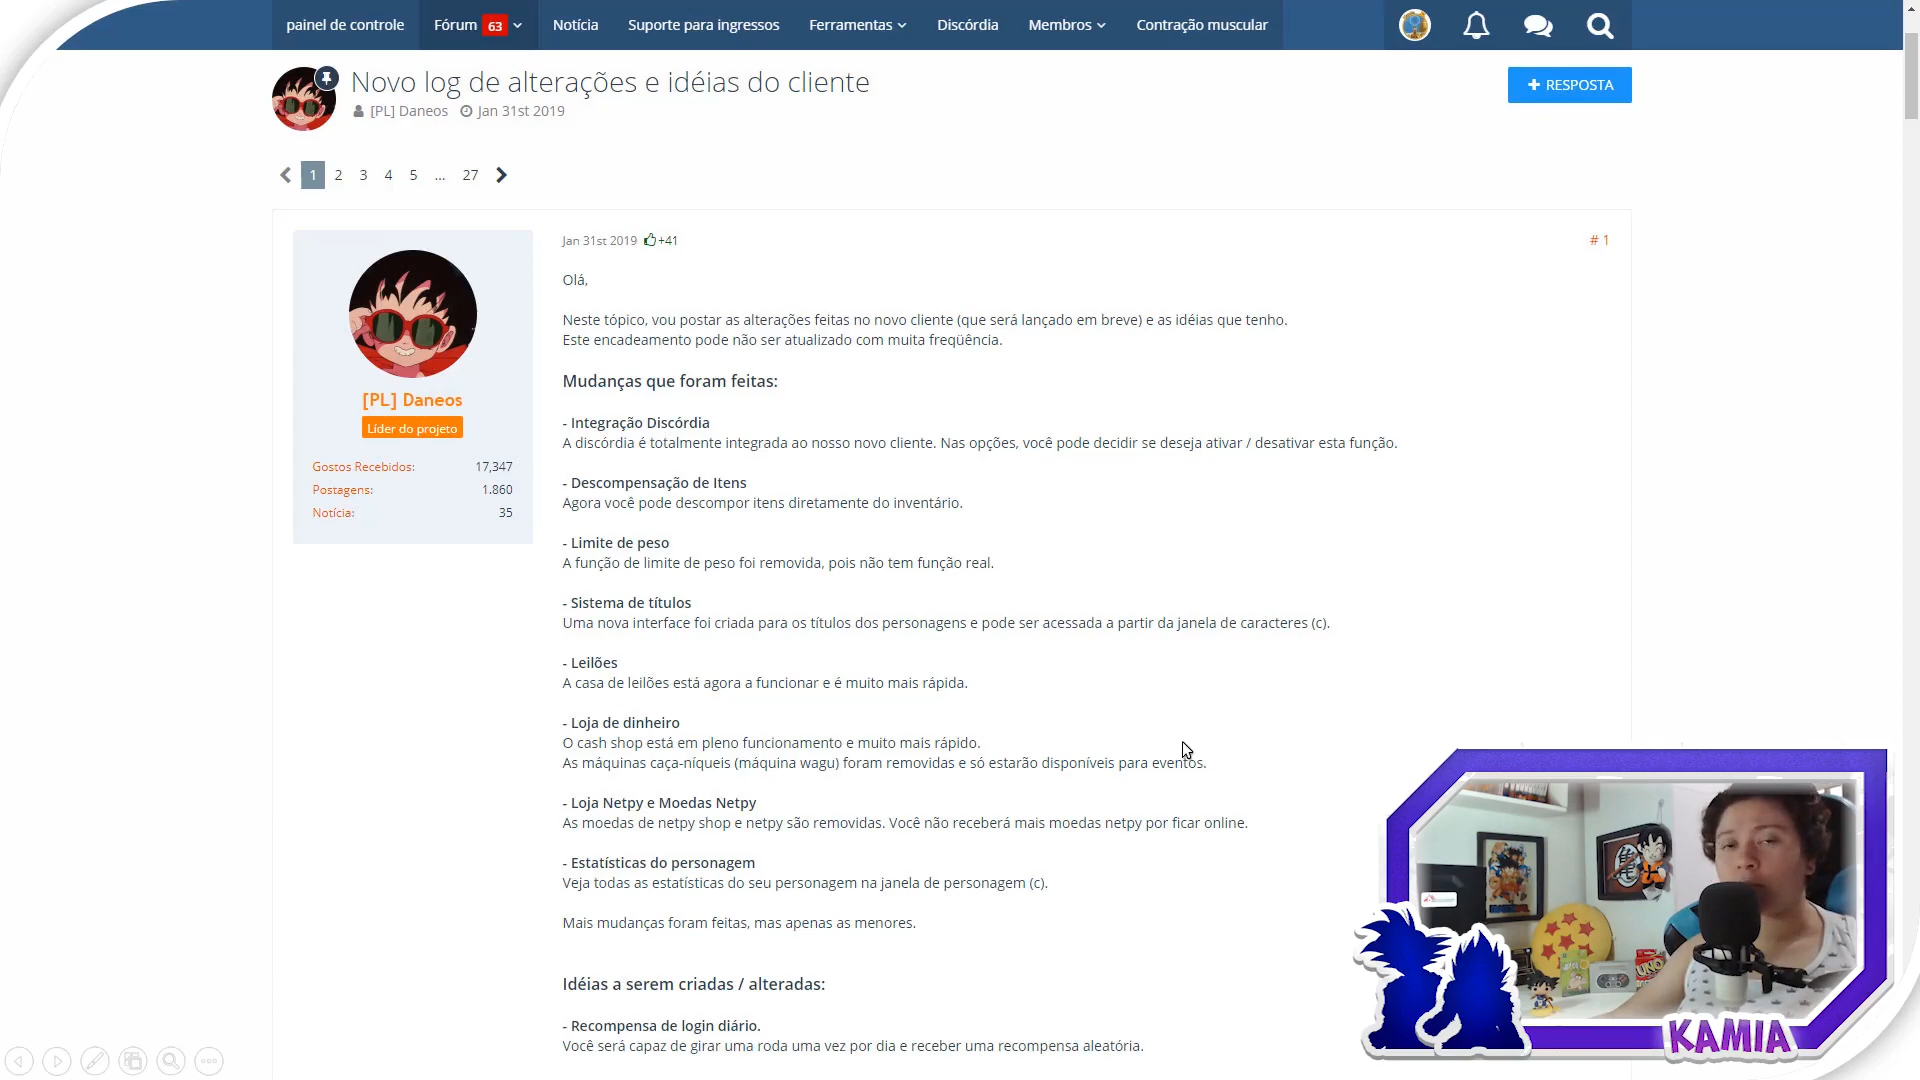 painel de controle
Fórum 63
Notícia
Suporte para ingressos
Ferramentas
Discórdia
Membros
Contração muscular
Novo log de alterações e idéias do cliente
[PL] Daneos Jan 31st 2019
+ RESPOSTA
1 2 3 4 5 ... 27
Jan 31st 2019 +41
# 1
[PL] Daneos
Líder do projeto
Gostos Recebidos: 17,347
Postagens: 1.860
Notícia: 35
Olá,
Neste tópico, vou postar as alterações feitas no novo cliente (que será lançado em breve) e as idéias que tenho.
Este encadeamento pode não ser atualizado com muita freqüência.
Mudanças que foram feitas:
- Integração Discórdia
A discórdia é totalmente integrada ao nosso novo cliente. Nas opções, você pode decidir se deseja ativar / desativar esta função.
- Descompensação de Itens
Agora você pode descompor itens diretamente do inventário.
- Limite de peso
A função de limite de peso foi removida, pois não tem função real.
- Sistema de títulos
Uma nova interface foi criada para os títulos dos personagens e pode ser acessada a partir da janela de caracteres (c).
- Leilões
A casa de leilões está agora a funcionar e é muito mais rápida.
- Loja de dinheiro
O cash shop está em pleno funcionamento e muito mais rápido.
As máquinas caça-níqueis (máquina wagu) foram removidas e só estarão disponíveis para eventos.
- Loja Netpy e Moedas Netpy
As moedas de netpy shop e netpy são removidas. Você não receberá mais moedas netpy por ficar online.
- Estatísticas do personagem
Veja todas as estatísticas do seu personagem na janela de personagem (c).
Mais mudanças foram feitas, mas apenas as menores.
Idéias a serem criadas / alteradas:
- Recompensa de login diário.
Você será capaz de girar uma roda uma vez por dia e receber uma recompensa aleatória.
UNO
KAMIA